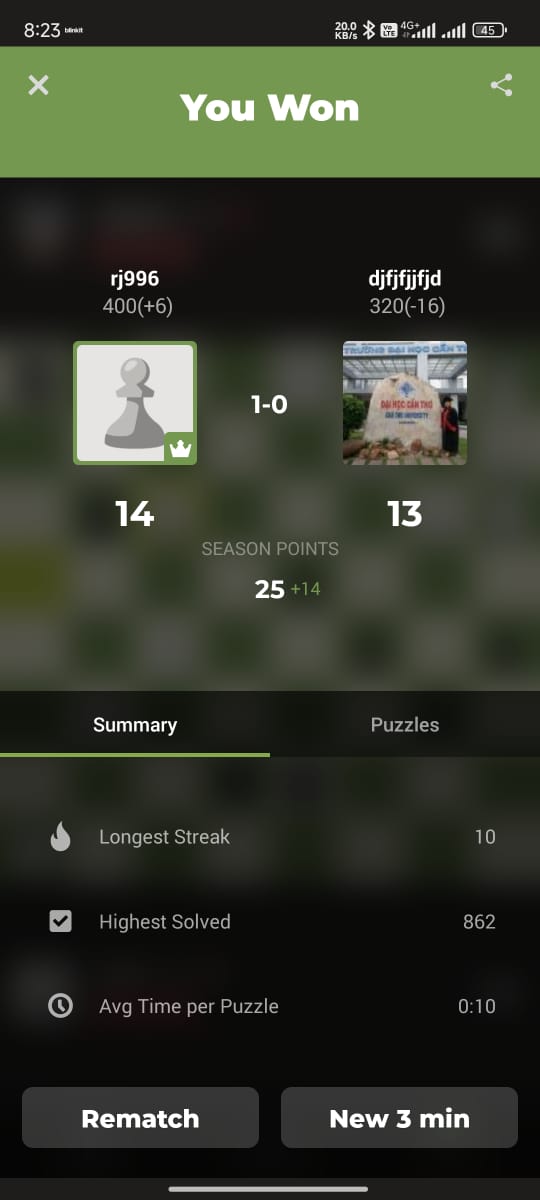 8:23 blinkit 20.0 KB/s Vo LTE 4G+ 45
You Won
rj996 djfjfjjfjd
400(+6) 320(-16)
TRƯỜNG ĐẠI HỌC CẦN T
1-0
ĐẠI HỌC CẦN THƠ
CAN THO UNIVERSITY
14 13
SEASON POINTS
25 +14
Summary Puzzles
Longest Streak 10
Highest Solved 862
Avg Time per Puzzle 0:10
Rematch New 3 min